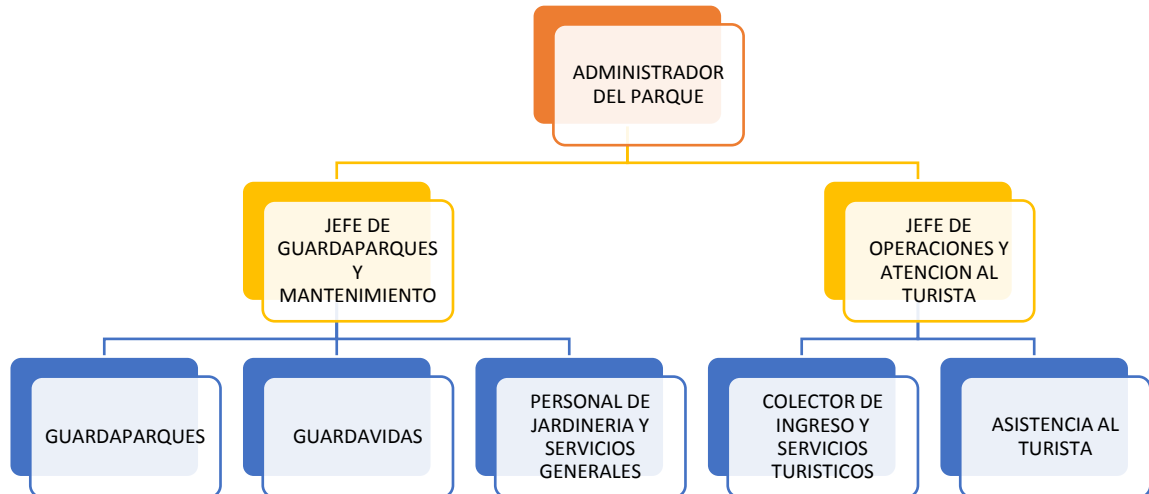 ADMINISTRADOR
DEL PARQUE
JEFE DE
GUARDAPARQUES
Y
MANTENIMIENTO
JEFE DE
OPERACIONES Y
ATENCION AL
TURISTA
GUARDAPARQUES
GUARDAVIDAS
PERSONAL DE
JARDINERIA Y
SERVICIOS
GENERALES
COLECTOR DE
INGRESO Y
SERVICIOS
TURISTICOS
ASISTENCIA AL
TURISTA